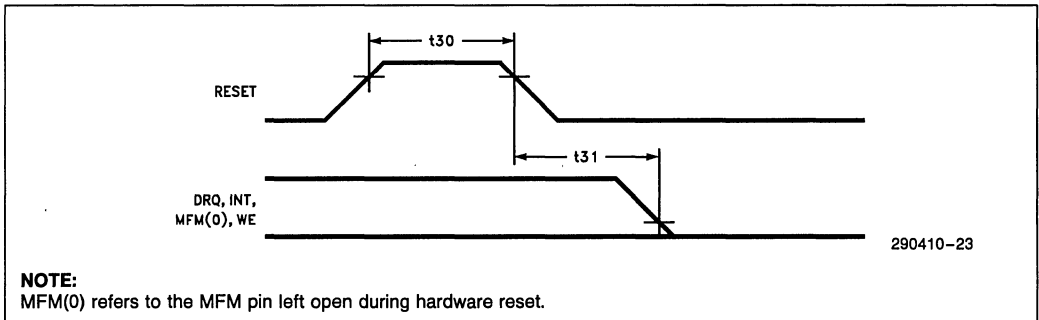 t30
RESET
t31
DRQ, INT,
MFM(0), WE
290410-23
NOTE:
MFM(0) refers to the MFM pin left open during hardware reset.